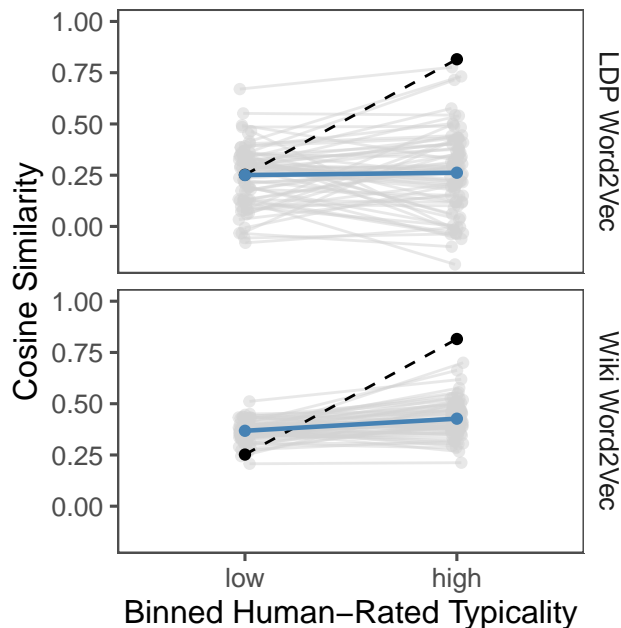 1.00
0.75
0.50
0.25
0.00
LDP Word2Vec
1.00
0.75
0.50
0.25
0.00
Wiki Word2Vec
Cosine Similarity
low high
Binned Human−Rated Typicality